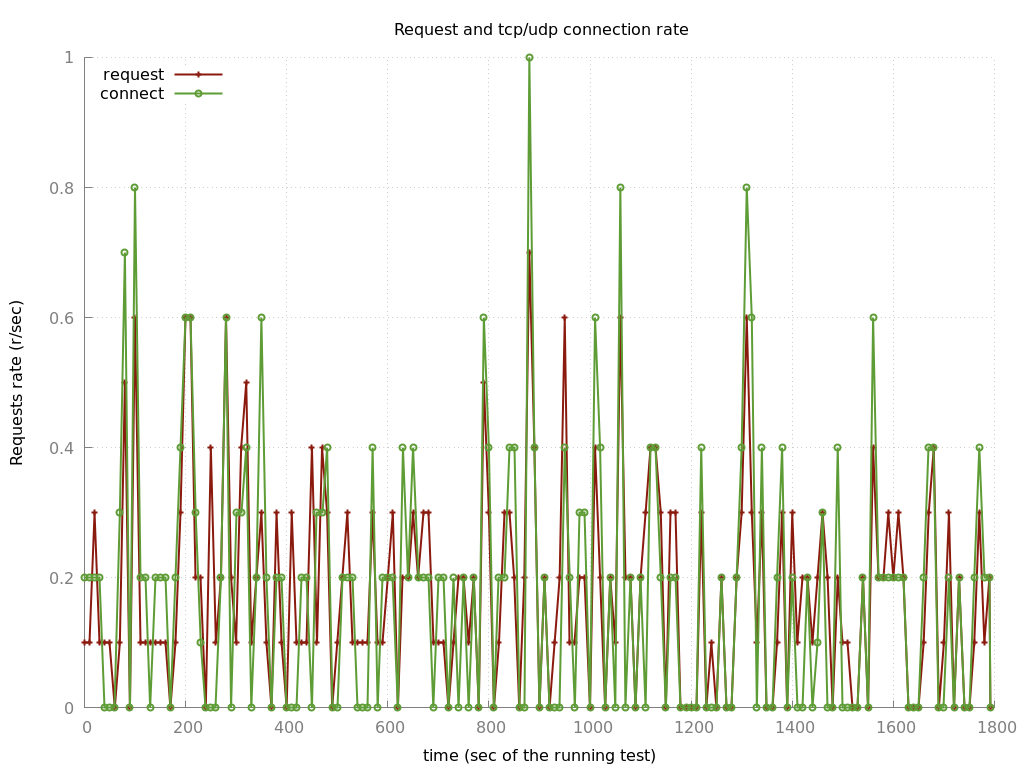 Request and tcp/udp connection rate
request
connect
1
0.8
0.6
0.4
0.2
0
Requests rate (r/sec)
0 200 400 600 800 1000 1200 1400 1600 1800
time (sec of the running test)